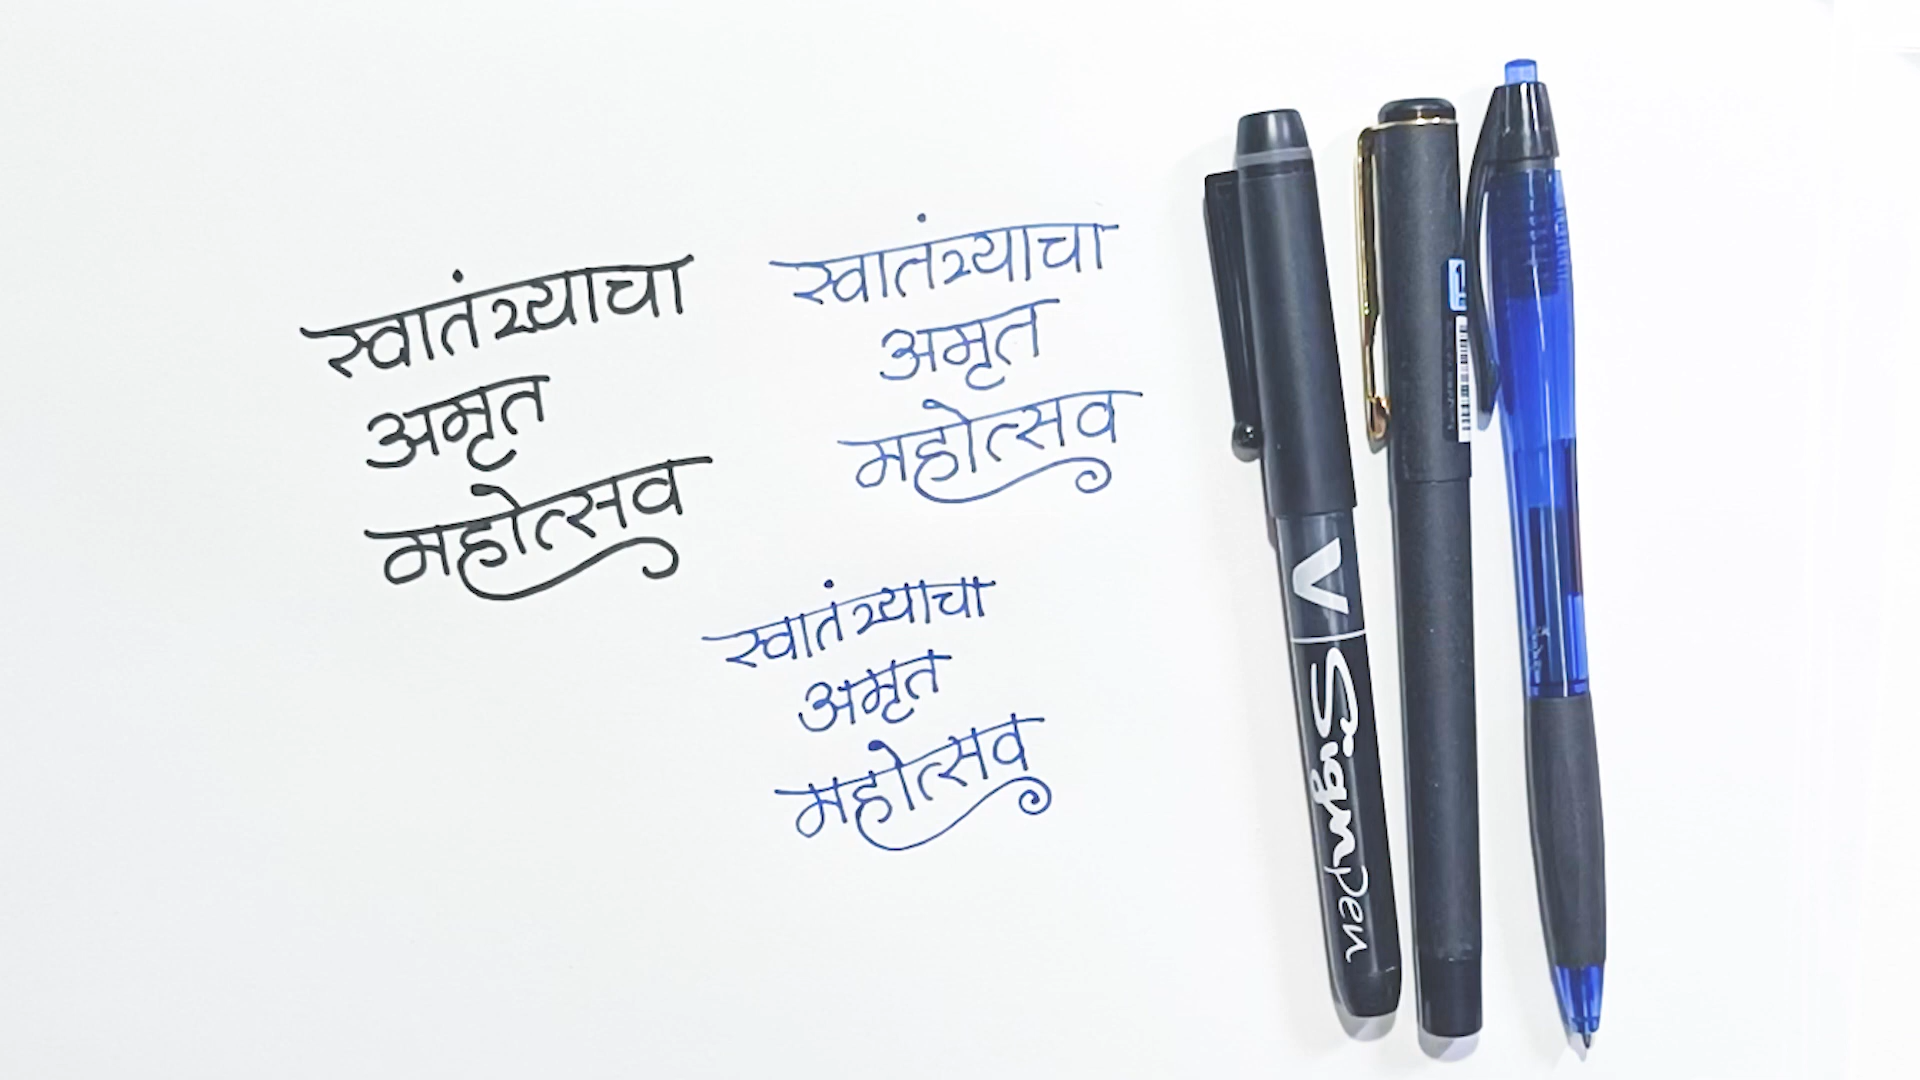 स्वातंत्र्याचा
अमृत
महोत्सव
स्वातंत्र्याचा
अमृत
महोत्सव
स्वातंत्र्याचा
अमृत
महोत्सव
V Signpen